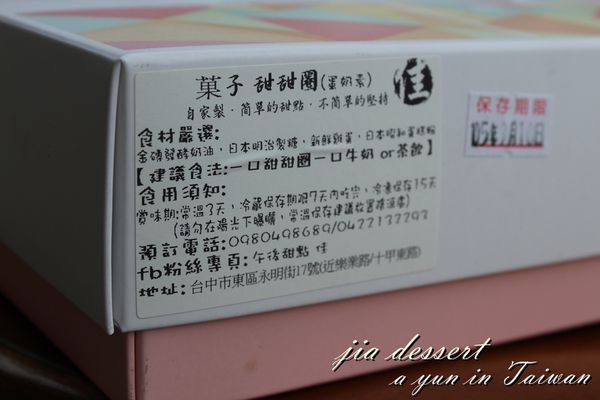 菓子 甜甜圈(蛋奶素)
佳
自家製．簡單的甜點．不簡單的堅持
食材嚴選:
金磚發酵奶油，日本明治製糖，新鮮雞蛋，日本昭和蛋糕粉
【建議食法:一口甜甜圈一口牛奶 or茶飲】
食用須知:
賞味期:常溫3天，冷藏保存期限7天內吃完，冷凍保存15天
(請勿在陽光下曝曬，常溫保存建議放置陰涼處)
預訂電話:0980498689/0422132293
fb粉絲專頁:午後甜點 佳
地址:台中市東區永明街17號(近樂業路/十甲東路)
保存期限
jia dessert
a yun in Taiwan